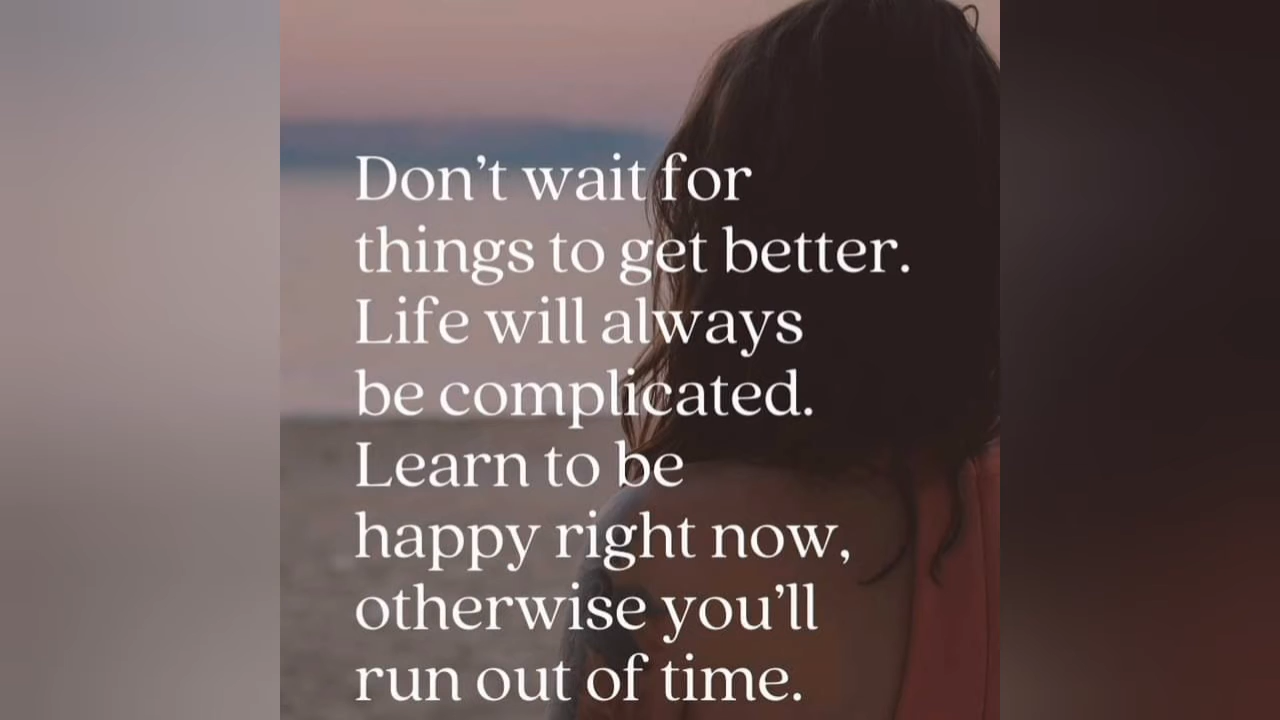 Don’t wait for
things to get better.
Life will always
be complicated.
Learn to be
happy right now,
otherwise you’ll
run out of time.